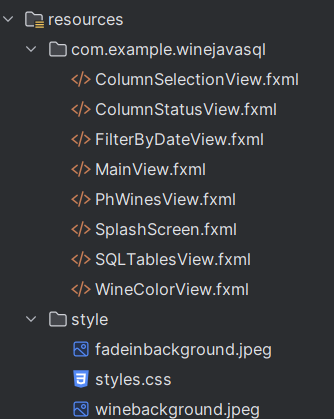 resources
com.example.winejavasql
ColumnSelectionView.fxml
ColumnStatusView.fxml
FilterByDateView.fxml
MainView.fxml
PhWinesView.fxml
SplashScreen.fxml
SQLTablesView.fxml
WineColorView.fxml
style
fadeinbackground.jpeg
styles.css
winebackground.jpeg